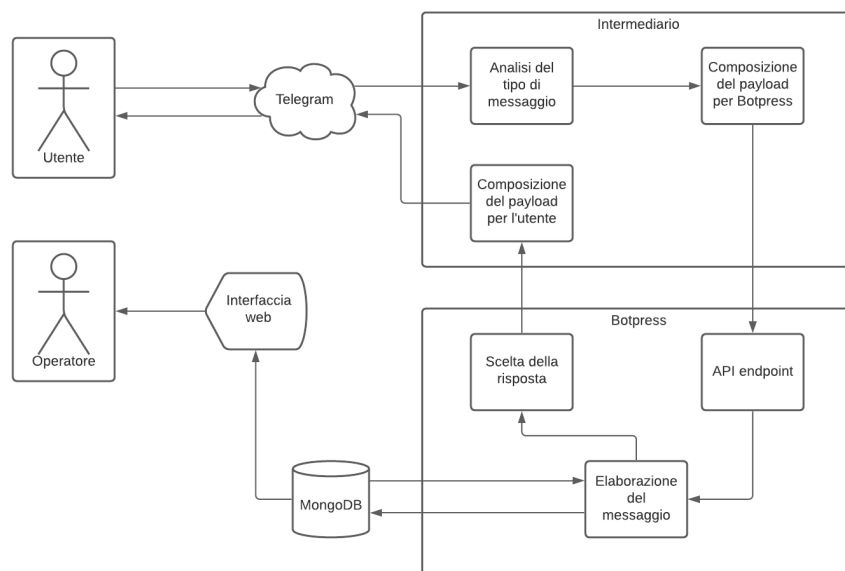 Intermediario
Analisi del
tipo di
messaggio
Composizione
del payload
per Botpress
Telegram
Utente
Composizione
del payload
per l'utente
Botpress
Interfaccia
web
Operatore
Scelta della
risposta
API endpoint
MongoDB
Elaborazione
del
messaggio